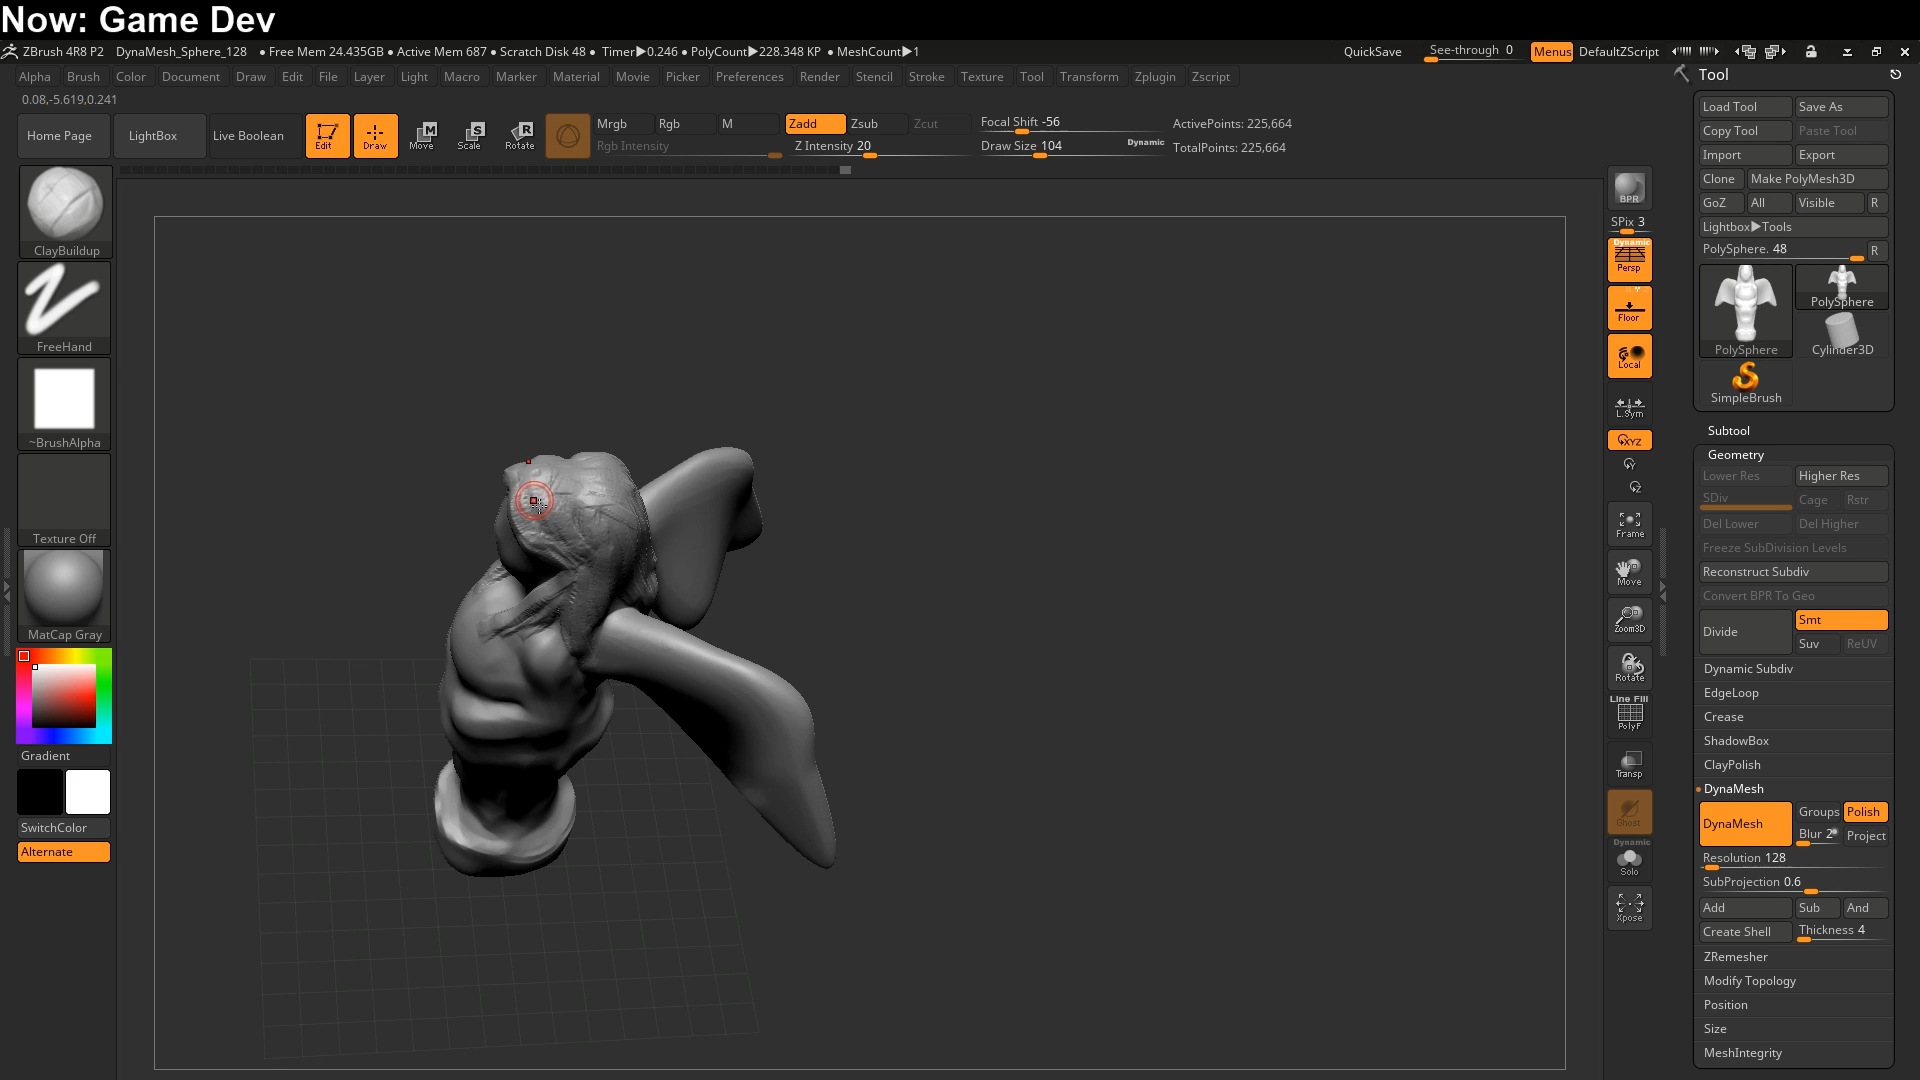 Now: Game Dev
ZBrush 4R8 P2 DynaMesh_Sphere_128 ● Free Mem 24.435GB ● Active Mem 687 ● Scratch Disk 48 ● Timer▶0.246 ● PolyCount▶228.348 KP ● MeshCount▶1 QuickSave See-through 0 Menus DefaultZScript
Alpha Brush Color Document Draw Edit File Layer Light Macro Marker Material Movie Picker Preferences Render Stencil Stroke Texture Tool Transform Zplugin Zscript
0.08,-5.619,0.241
Home Page LightBox Live Boolean Edit Draw Move Scale Rotate
Mrgb Rgb M Zadd Zsub Zcut Focal Shift -56 ActivePoints: 225,664
Rgb Intensity Z Intensity 20 Draw Size 104 Dynamic TotalPoints: 225,664
ClayBuildup
FreeHand
~BrushAlpha
Texture Off
MatCap Gray
Gradient
SwitchColor
Alternate
BPR
SPix 3
Dynamic
Persp
Floor
Local
L.Sym
XYZ
Y
Z
Frame
Move
Zoom3D
Rotate
Line Fill
PolyF
Transp
Ghost
Dynamic
Solo
Xpose
Tool
Load Tool Save As
Copy Tool Paste Tool
Import Export
Clone Make PolyMesh3D
GoZ All Visible R
Lightbox▶Tools
PolySphere. 48 R
PolySphere
PolySphere Cylinder3D
SimpleBrush
Subtool
Geometry
Lower Res Higher Res
SDiv Cage Rstr
Del Lower Del Higher
Freeze SubDivision Levels
Reconstruct Subdiv
Convert BPR To Geo
Divide Smt
Suv ReUV
Dynamic Subdiv
EdgeLoop
Crease
ShadowBox
ClayPolish
DynaMesh
DynaMesh Groups Polish
Blur 2 Project
Resolution 128
SubProjection 0.6
Add Sub And
Create Shell Thickness 4
ZRemesher
Modify Topology
Position
Size
MeshIntegrity